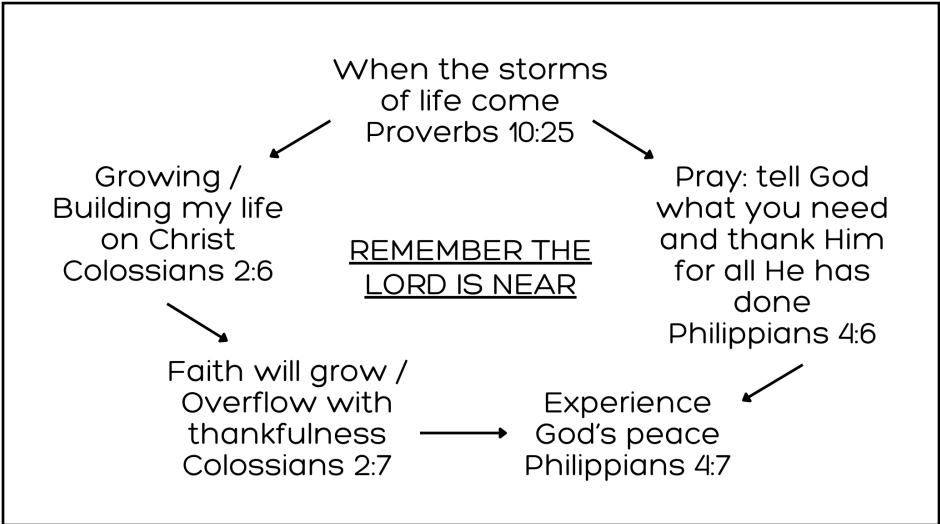 When the storms
of life come
Proverbs 10:25
Growing /
Building my life
on Christ
Colossians 2:6
Pray: tell God
what you need
and thank Him
for all He has
done
Philippians 4:6
REMEMBER THE
LORD IS NEAR
Faith will grow /
Overflow with
thankfulness
Colossians 2:7
Experience
God's peace
Philippians 4:7